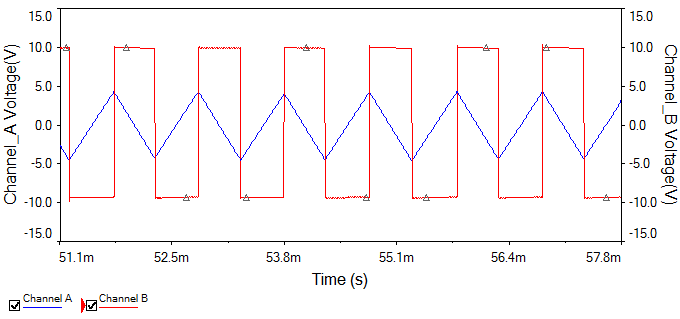 15.0
10.0
5.0
0.0
-5.0
-10.0
-15.0
Channel_A Voltage(V)
15.0
10.0
5.0
0.0
-5.0
-10.0
-15.0
Channel_B Voltage(V)
51.1m 52.5m 53.8m 55.1m 56.4m 57.8m
Time (s)
Channel A Channel B